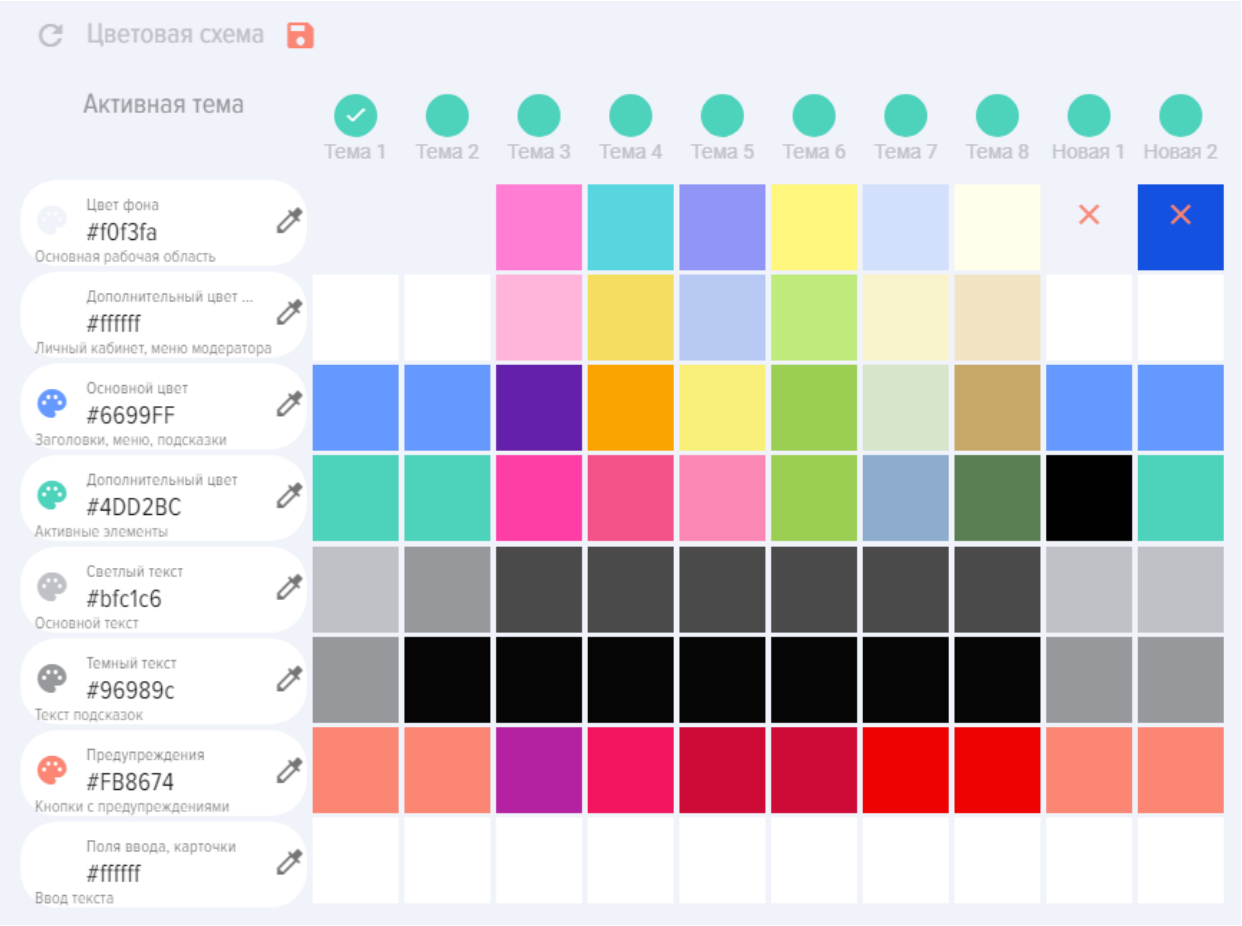 Цветовая схема
Активная тема
Тема 1 Тема 2 Тема 3 Тема 4 Тема 5 Тема 6 Тема 7 Тема 8 Новая 1 Новая 2
Цвет фона
#f0f3fa
Основная рабочая область
Дополнительный цвет ...
#ffffff
Личный кабинет, меню модератора
Основной цвет
#6699FF
Заголовки, меню, подсказки
Дополнительный цвет
#4DD2BC
Активные элементы
Светлый текст
#bfc1c6
Основной текст
Темный текст
#96989c
Текст подсказок
Предупреждения
#FB8674
Кнопки с предупреждениями
Поля ввода, карточки
#ffffff
Ввод текста